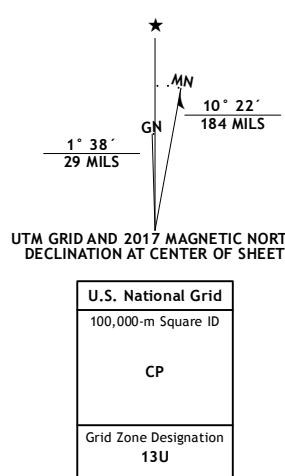 ★
MN
10° 22´
184 MILS
GN
1° 38´
29 MILS
UTM GRID AND 2017 MAGNETIC NORT
DECLINATION AT CENTER OF SHEET
U.S. National Grid
100,000-m Square ID
CP
Grid Zone Designation
13U